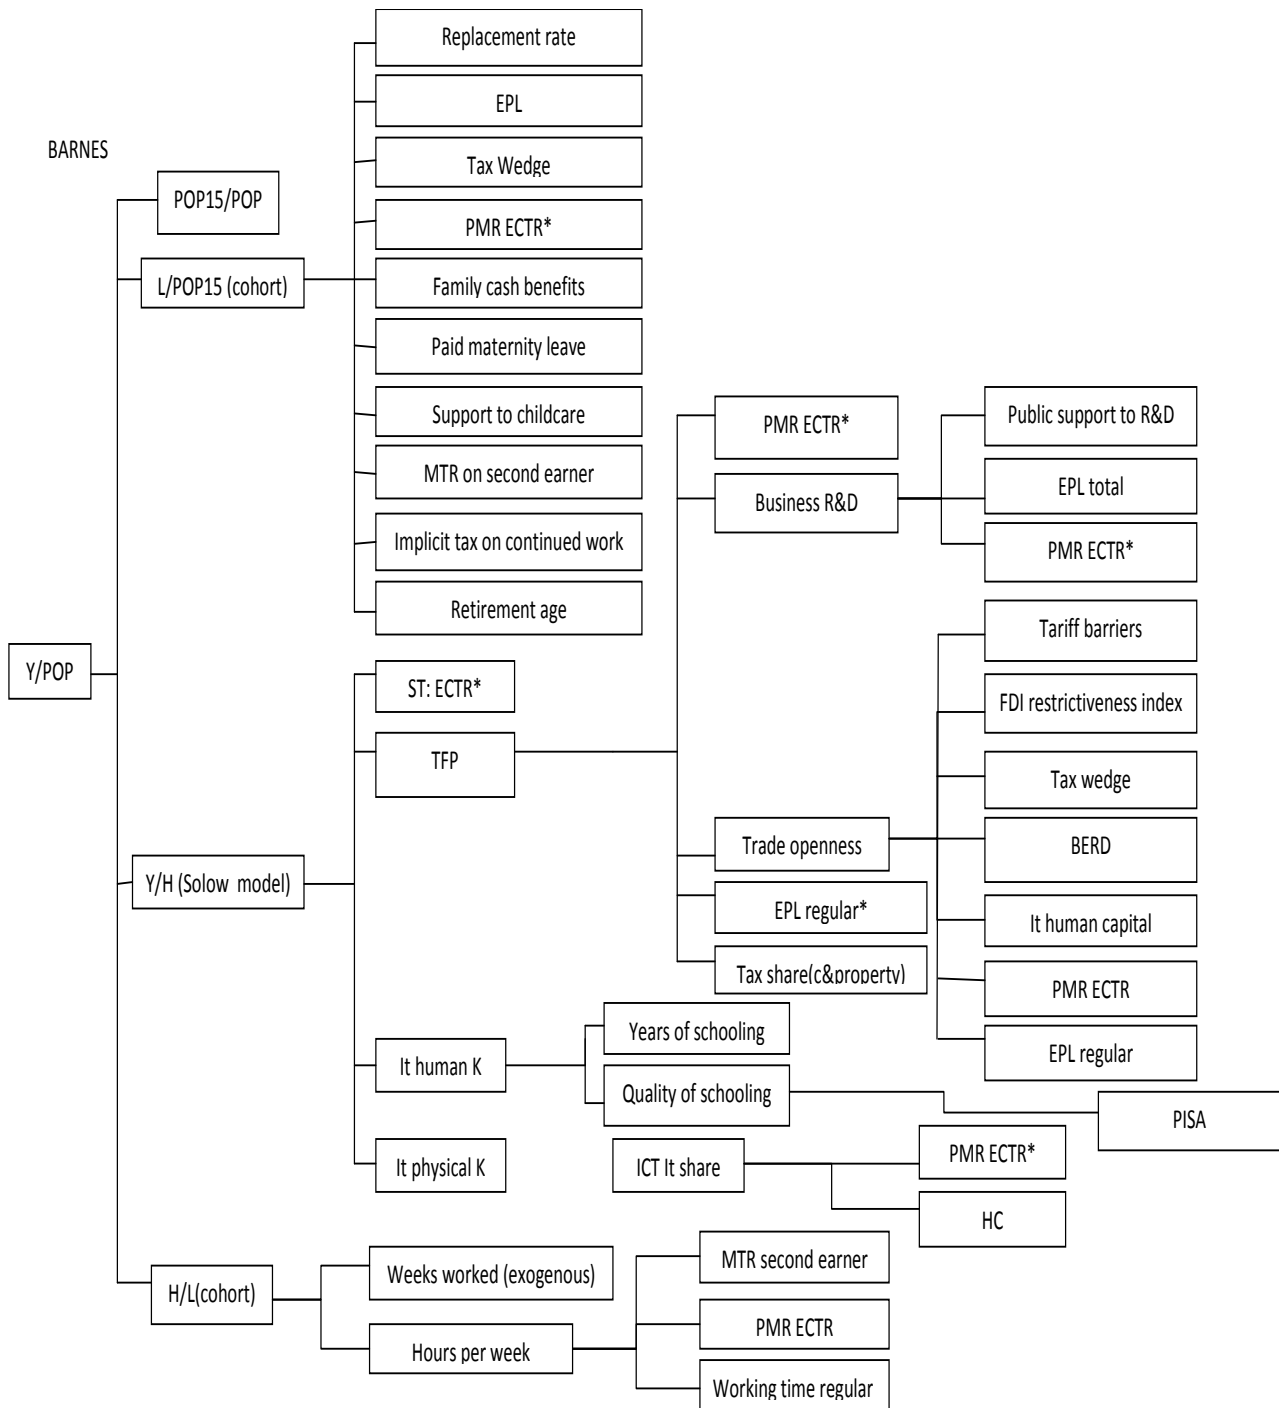 BARNES
Y/POP
POP15/POP
L/POP15 (cohort)
Replacement rate
EPL
Tax Wedge
PMR ECTR*
Family cash benefits
Paid maternity leave
Support to childcare
MTR on second earner
Implicit tax on continued work
Retirement age
Y/H (Solow model)
ST: ECTR*
TFP
PMR ECTR*
Business R&D
Public support to R&D
EPL total
PMR ECTR*
Trade openness
Tariff barriers
FDI restrictiveness index
Tax wedge
BERD
It human capital
PMR ECTR
EPL regular
EPL regular*
Tax share(c&property)
It human K
Years of schooling
Quality of schooling
PISA
It physical K
ICT It share
PMR ECTR*
HC
H/L(cohort)
Weeks worked (exogenous)
Hours per week
MTR second earner
PMR ECTR
Working time regular